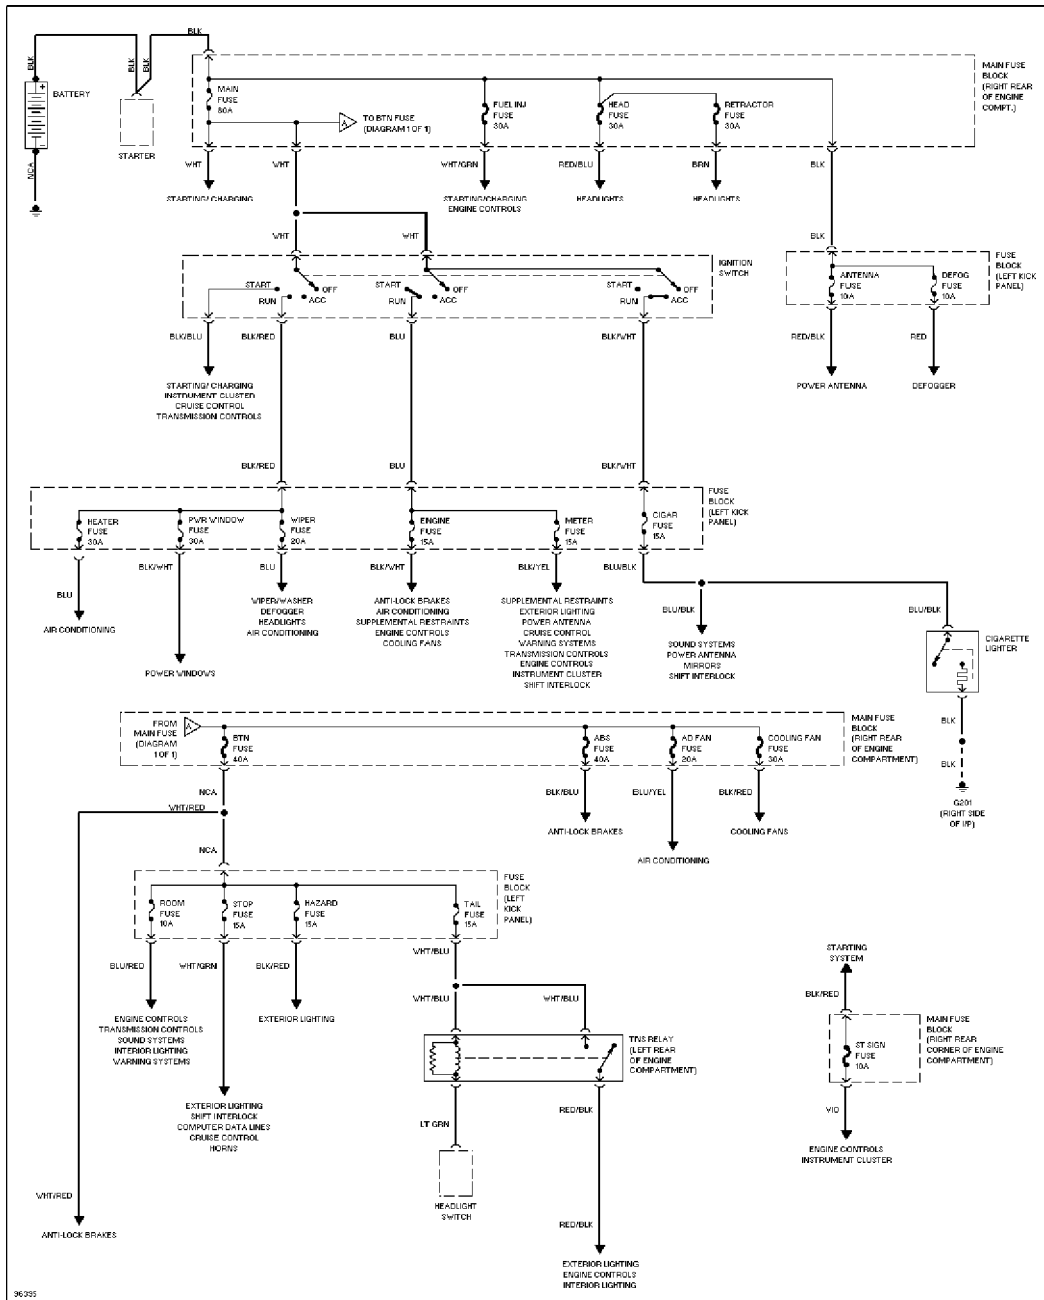 BLK
BLK
BLK
BLK
BATTERY
STARTER
NCA
MAIN
FUSE
80A
TO BTN FUSE
(DIAGRAM 1 OF 1)
A
FUEL INJ
FUSE
30A
HEAD
FUSE
30A
RETRACTOR
FUSE
30A
MAIN FUSE
BLOCK
(RIGHT REAR
OF ENGINE
COMPT.)
WHT
WHT
WHT/GRN
RED/BLU
BRN
BLK
STARTING/CHARGING
STARTING/CHARGING
ENGINE CONTROLS
HEADLIGHTS
HEADLIGHTS
WHT
WHT
BLK
IGNITION
SWITCH
START
OFF
RUN
ACC
START
OFF
RUN
ACC
START
OFF
RUN
ACC
ANTENNA
FUSE
10A
DEFOG
FUSE
10A
FUSE
BLOCK
(LEFT KICK
PANEL)
BLK/BLU
BLK/RED
BLU
BLK/WHT
RED/BLK
RED
STARTING/CHARGING
INSTRUMENT CLUSTER
CRUISE CONTROL
TRANSMISSION CONTROLS
POWER ANTENNA
DEFOGGER
BLK/RED
BLU
BLK/WHT
HEATER
FUSE
30A
PWR WINDOW
FUSE
30A
WIPER
FUSE
20A
ENGINE
FUSE
15A
METER
FUSE
15A
CIGAR
FUSE
15A
FUSE
BLOCK
(LEFT KICK
PANEL)
BLU
BLK/WHT
BLU
BLK/WHT
BLK/YEL
BLU/BLK
BLU/BLK
BLU/BLK
AIR CONDITIONING
POWER WINDOWS
WIPER/WASHER
DEFOGGER
HEADLIGHTS
AIR CONDITIONING
ANTI-LOCK BRAKES
AIR CONDITIONING
SUPPLEMENTAL RESTRAINTS
ENGINE CONTROLS
COOLING FANS
SUPPLEMENTAL RESTRAINTS
EXTERIOR LIGHTING
POWER ANTENNA
CRUISE CONTROL
WARNING SYSTEMS
TRANSMISSION CONTROLS
ENGINE CONTROLS
INSTRUMENT CLUSTER
SHIFT INTERLOCK
SOUND SYSTEMS
POWER ANTENNA
MIRRORS
SHIFT INTERLOCK
CIGARETTE
LIGHTER
BLK
BLK
G201
(RIGHT SIDE
OF I/P)
FROM
MAIN FUSE
(DIAGRAM
1 OF 1)
A
BTN
FUSE
40A
ABS
FUSE
40A
AD FAN
FUSE
20A
COOLING FAN
FUSE
30A
MAIN FUSE
BLOCK
(RIGHT REAR
OF ENGINE
COMPARTMENT)
NCA
WHT/RED
NCA
BLK/BLU
BLU/YEL
BLK/RED
ANTI-LOCK BRAKES
AIR CONDITIONING
COOLING FANS
ROOM
FUSE
10A
STOP
FUSE
15A
HAZARD
FUSE
15A
TAIL
FUSE
15A
FUSE
BLOCK
(LEFT
KICK
PANEL)
BLU/RED
WHT/GRN
BLK/RED
WHT/BLU
WHT/BLU
WHT/BLU
ENGINE CONTROLS
TRANSMISSION CONTROLS
SOUND SYSTEMS
INTERIOR LIGHTING
WARNING SYSTEMS
EXTERIOR LIGHTING
EXTERIOR LIGHTING
SHIFT INTERLOCK
COMPUTER DATA LINES
CRUISE CONTROL
HORNS
TNS RELAY
(LEFT REAR
OF ENGINE
COMPARTMENT)
LT GRN
RED/BLK
HEADLIGHT
SWITCH
RED/BLK
EXTERIOR LIGHTING
ENGINE CONTROLS
INTERIOR LIGHTING
STARTING
SYSTEM
BLK/RED
ST SIGN
FUSE
10A
MAIN FUSE
BLOCK
(RIGHT REAR
CORNER OF ENGINE
COMPARTMENT)
VIO
ENGINE CONTROLS
INSTRUMENT CLUSTER
WHT/RED
ANTI-LOCK BRAKES
96395